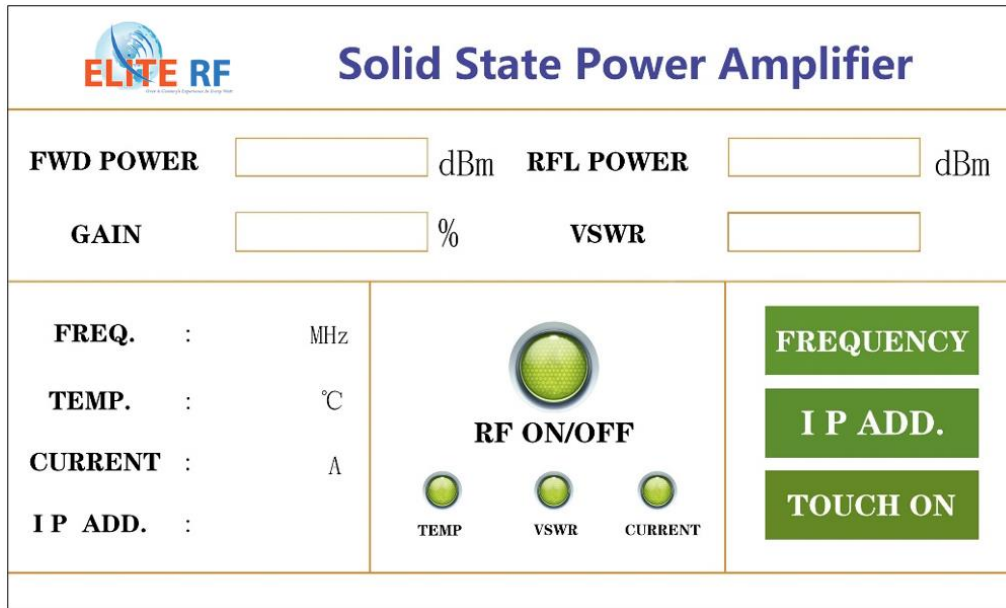 ELITE RF
Solid State Power Amplifier
FWD POWER dBm RFL POWER dBm
GAIN % VSWR
FREQ. : MHz
TEMP. : ℃
CURRENT : A
I P ADD. :
RF ON/OFF
TEMP VSWR CURRENT
FREQUENCY
I P ADD.
TOUCH ON